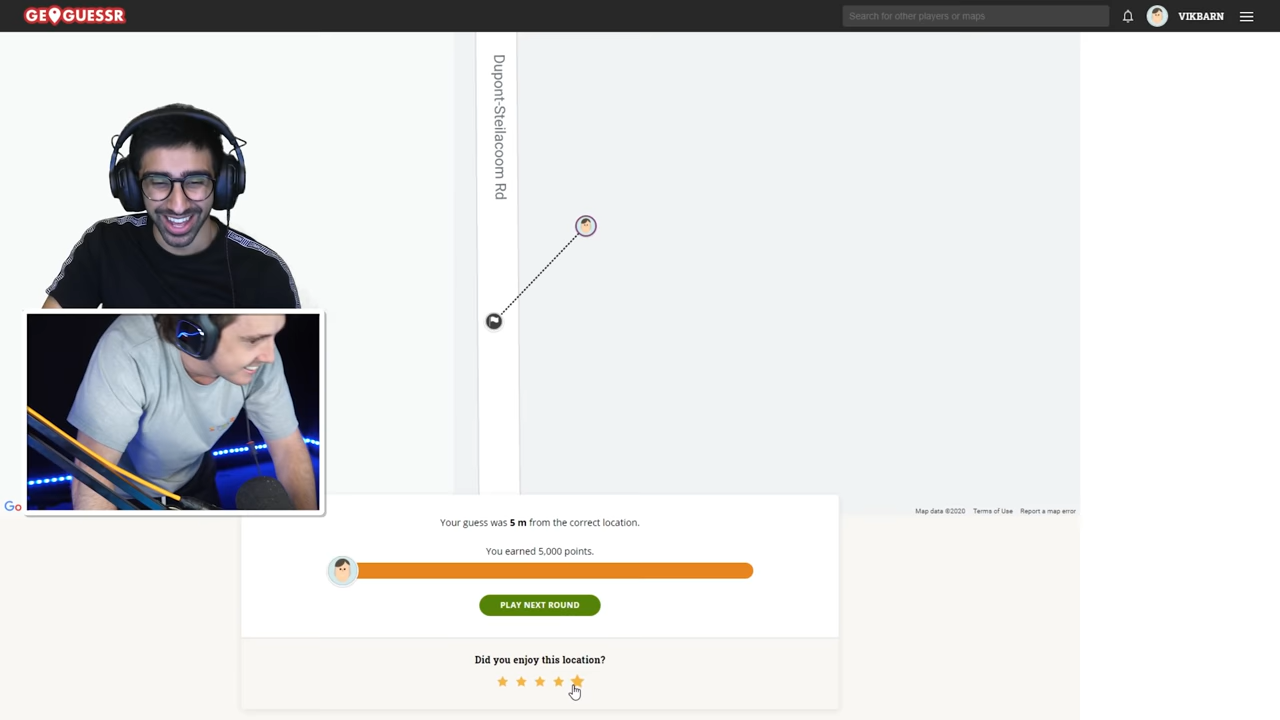 GEOGUESSR
Search for other players or maps
VIKBARN
Dupont-Steilacoom Rd
Go
Map data ©2020 Terms of Use Report a map error
Your guess was 5 m from the correct location.
You earned 5,000 points.
PLAY NEXT ROUND
Did you enjoy this location?